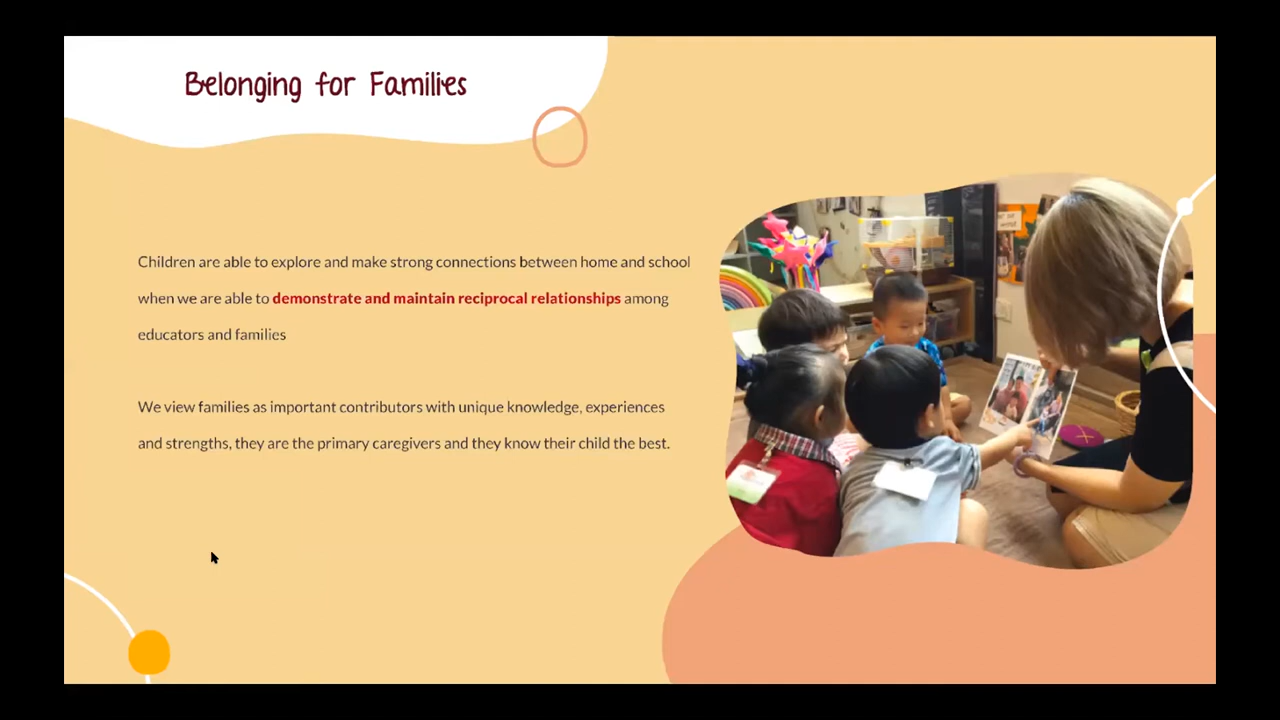 Belonging for Families
Children are able to explore and make strong connections between home and school
when we are able to demonstrate and maintain reciprocal relationships among
educators and families
We view families as important contributors with unique knowledge, experiences
and strengths, they are the primary caregivers and they know their child the best.